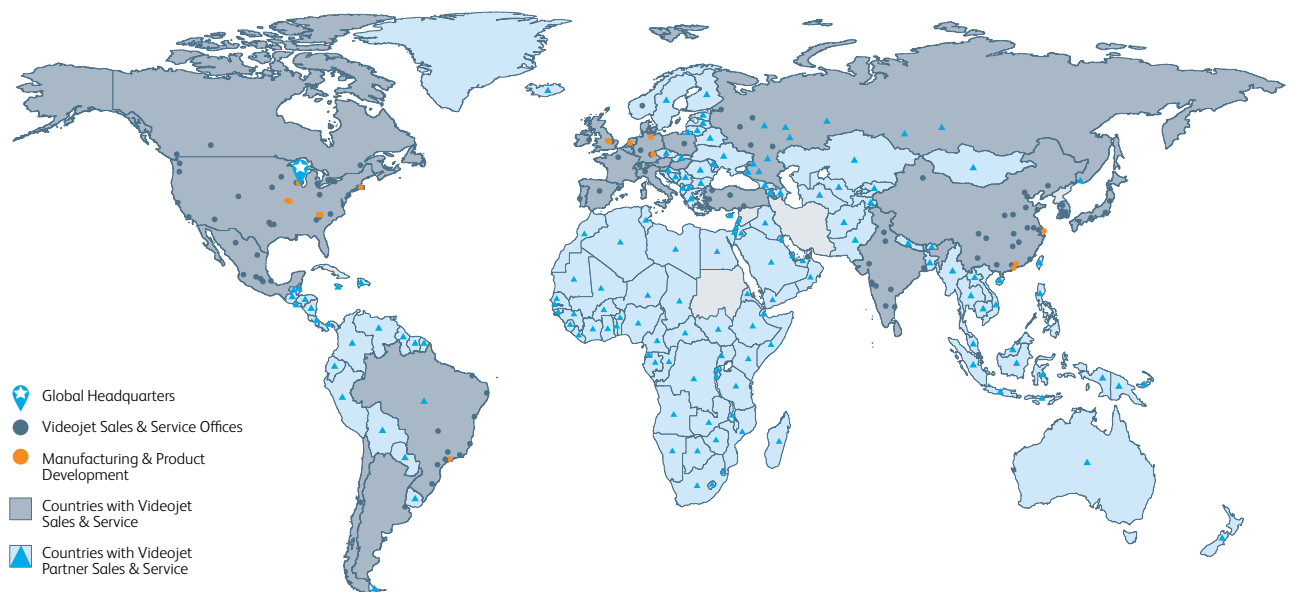 Global Headquarters
Videojet Sales & Service Offices
Manufacturing & Product
Development
Countries with Videojet
Sales & Service
Countries with Videojet
Partner Sales & Service